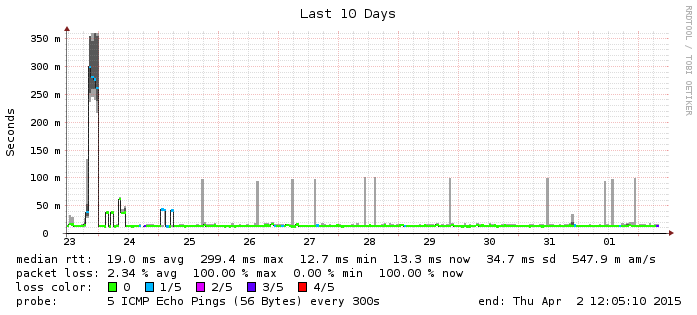 Last 10 Days
RRDTOOL / TOBI OETIKER
Seconds
350 m
300 m
250 m
200 m
150 m
100 m
50 m
0
23 24 25 26 27 28 29 30 31 01
median rtt: 19.0 ms avg 299.4 ms max 12.7 ms min 13.3 ms now 34.7 ms sd 547.9 m am/s
packet loss: 2.34 % avg 100.00 % max 0.00 % min 100.00 % now
loss color: 0 1/5 2/5 3/5 4/5
probe: 5 ICMP Echo Pings (56 Bytes) every 300s end: Thu Apr 2 12:05:10 2015